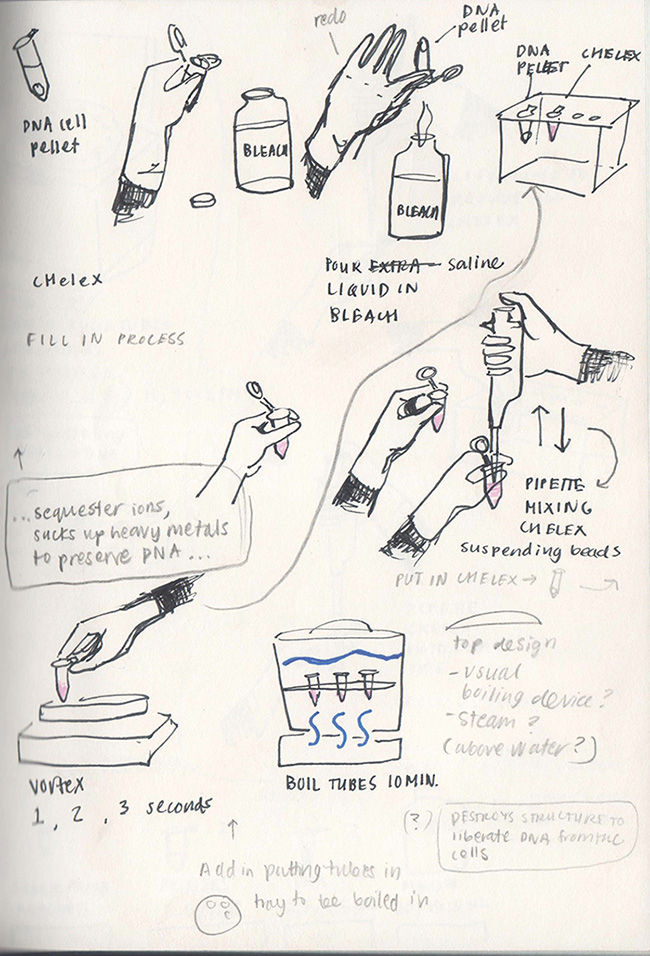 redo
DNA
pellet
DNA
PELLET
CHELEX
DNA cell
pellet
BLEACH
BLEACH
CHeleX
POUR EXTRA saline
LIQUID IN
BLEACH
FILL IN PROCESS
...sequester ions,
sucks up heavy metals
to preserve DNA...
PIPETTE
MIXING
CHELEX
suspending beads
PUT IN CHELEX →
top design
- visual
boiling device?
- Steam?
(above water?)
VorTex
1, 2, 3 seconds
BOIL TUBES 10 MIN.
(?)
DESTROYS STRUCTURE TO
liberate DNA from the
cells
Add in putting tubes in
tray to be boiled in